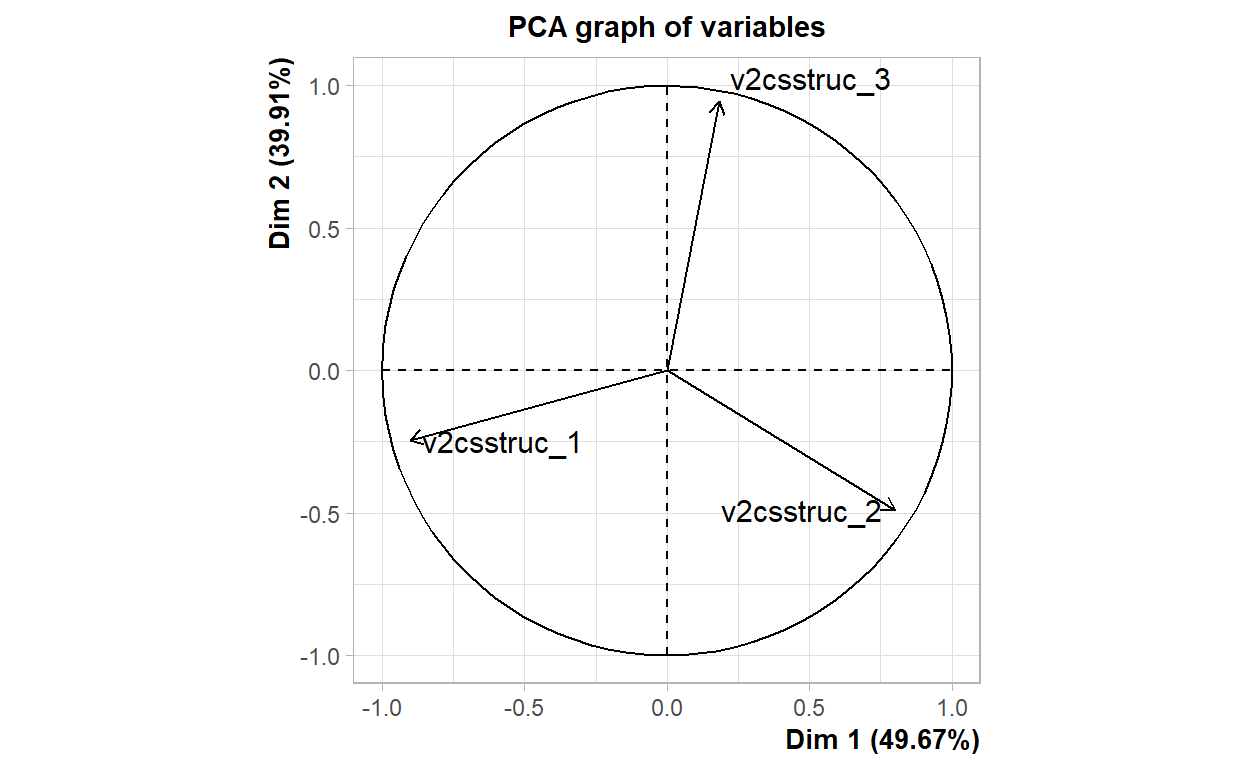 PCA graph of variables
Dim 2 (39.91%)
1.0
0.5
0.0
-0.5
-1.0
v2csstruc_3
v2csstruc_1
v2csstruc_2
-1.0
-0.5
0.0
0.5
1.0
Dim 1 (49.67%)